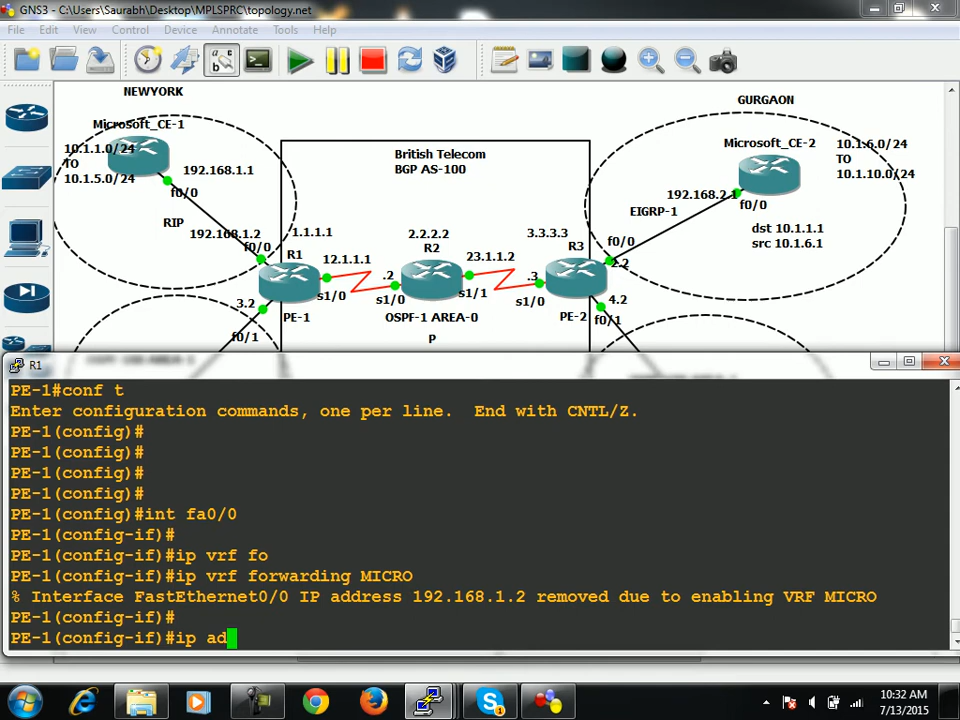 GNS3 — C:\Users\Saurabh\Desktop\MPLSPRC\topology.net
File Edit View Control Device Annotate Tools Help
NEWYORK
GURGAON
Microsoft_CE-1
10.1.1.0/24
TO
10.1.5.0/24
192.168.1.1
f0/0
RIP
192.168.1.2
f0/0
British Telecom
BGP AS-100
Microsoft_CE-2
10.1.6.0/24
TO
10.1.10.0/24
192.168.2.1
f0/0
EIGRP-1
dst 10.1.1.1
src 10.1.6.1
1.1.1.1
R1
12.1.1.1
s1/0
PE-1
3.2
f0/1
2.2.2.2
R2
.2
s1/0
23.1.1.2
s1/1
OSPF-1 AREA-0
P
3.3.3.3
R3
.3
s1/0
f0/0
2.2
4.2
f0/1
PE-2
R1
PE-1#conf t
Enter configuration commands, one per line.  End with CNTL/Z.
PE-1(config)#
PE-1(config)#
PE-1(config)#
PE-1(config)#
PE-1(config)#int fa0/0
PE-1(config-if)#
PE-1(config-if)#ip vrf fo
PE-1(config-if)#ip vrf forwarding MICRO
% Interface FastEthernet0/0 IP address 192.168.1.2 removed due to enabling VRF MICRO
PE-1(config-if)#
PE-1(config-if)#ip ad
10:32 AM
7/13/2015